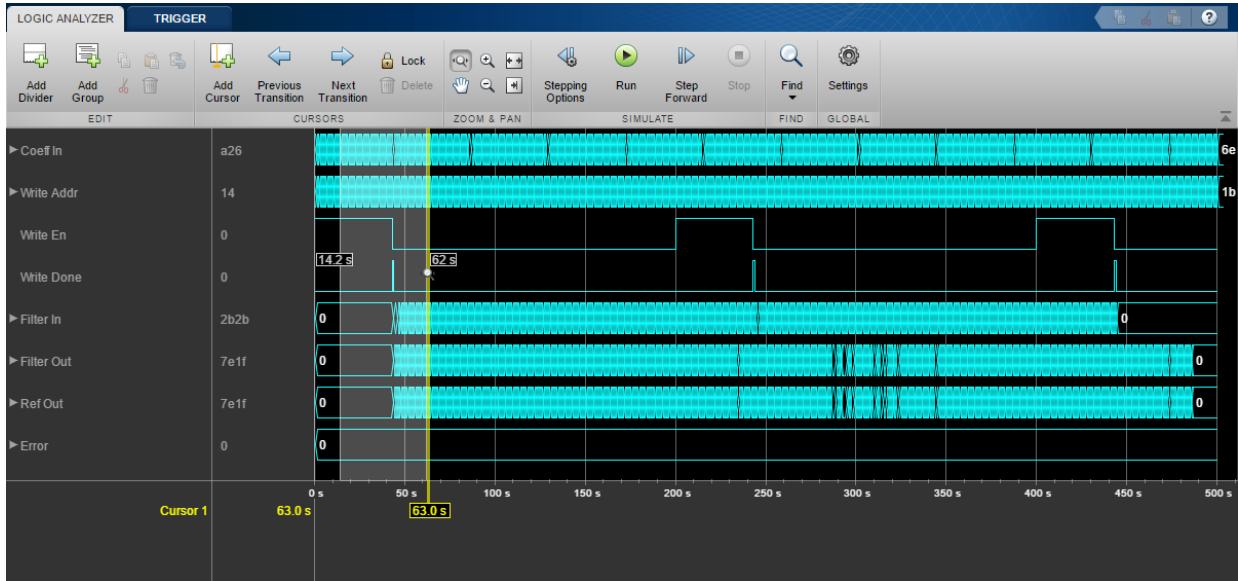 LOGIC ANALYZER TRIGGER
?
Add Divider
Add Group
Add Cursor
Previous Transition
Next Transition
Lock
Delete
Stepping Options
Run
Step Forward
Stop
Find
Settings
EDIT CURSORS ZOOM & PAN SIMULATE FIND GLOBAL
Coeff In a26 6e
Write Addr 14 1b
Write En 0
14.2 s 62 s
Write Done 0
Filter In 2b2b 0 0
Filter Out 7e1f 0 0
Ref Out 7e1f 0 0
Error 0 0
0 s 50 s 100 s 150 s 200 s 250 s 300 s 350 s 400 s 450 s 500 s
Cursor 1 63.0 s 63.0 s